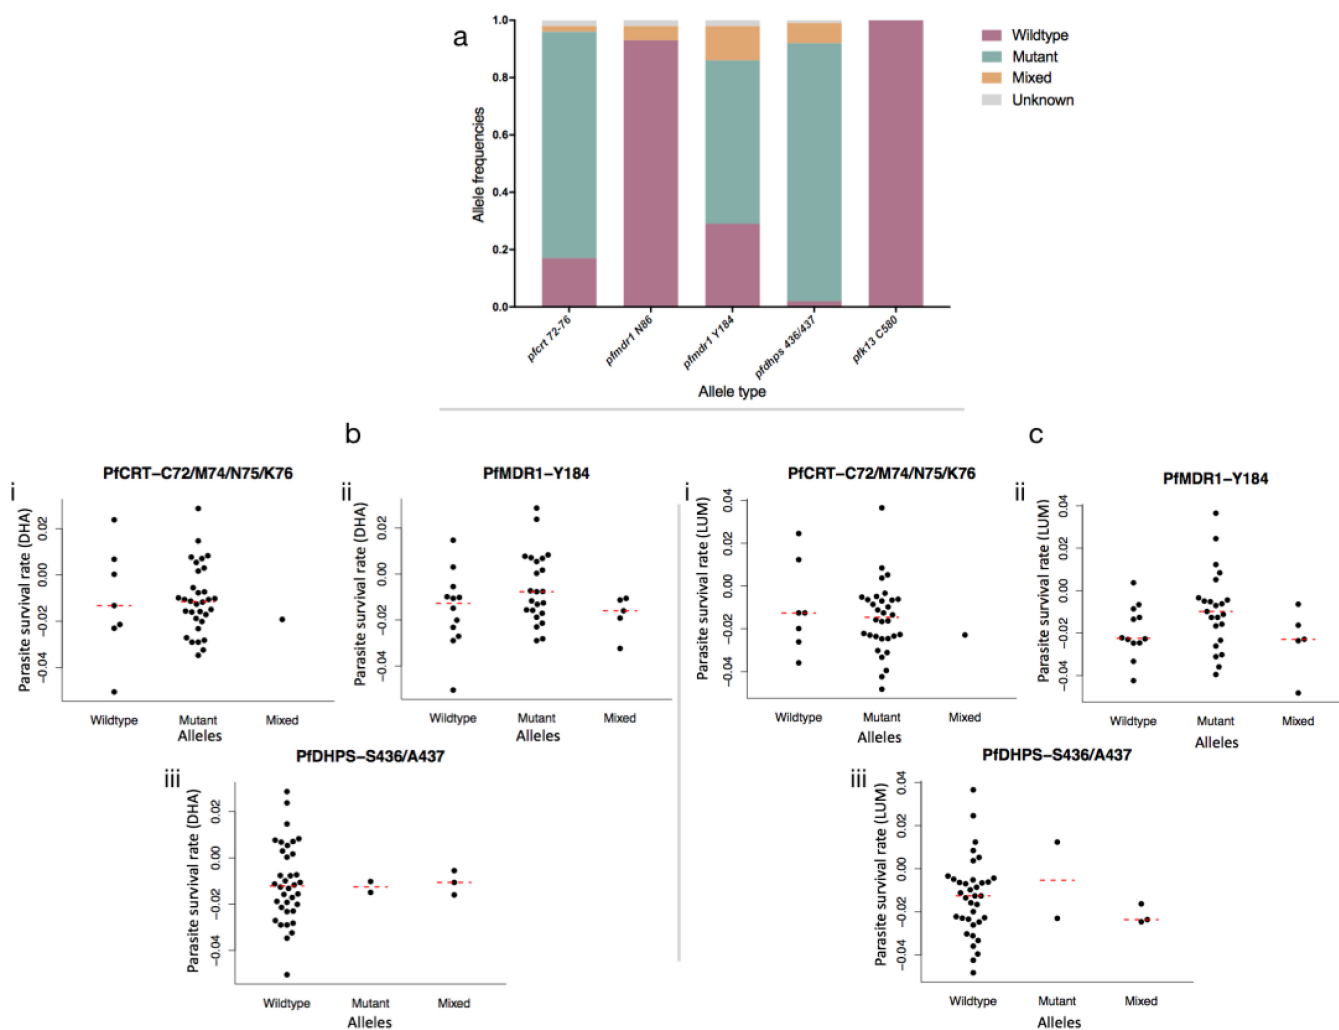 a
1.0
0.8
0.6
0.4
0.2
0.0
Allele frequencies
pfcrt 72-76
pfmdr1 N86
pfmdr1 Y184
pfdhps 436/437
pfk13 C580
Allele type
Wildtype
Mutant
Mixed
Unknown
b
i
PfCRT–C72/M74/N75/K76
Parasite survival rate (DHA)
0.02
0.00
−0.02
−0.04
Wildtype Mutant Mixed
Alleles
ii
PfMDR1–Y184
Parasite survival rate (DHA)
0.02
0.00
−0.02
−0.04
Wildtype Mutant Mixed
Alleles
iii
PfDHPS–S436/A437
Parasite survival rate (DHA)
0.02
0.00
−0.02
−0.04
Wildtype Mutant Mixed
Alleles
c
i
PfCRT–C72/M74/N75/K76
Parasite survival rate (LUM)
0.04
0.02
0.00
−0.02
−0.04
Wildtype Mutant Mixed
Alleles
ii
PfMDR1–Y184
Parasite survival rate (LUM)
0.04
0.02
0.00
−0.02
−0.04
Wildtype Mutant Mixed
Alleles
iii
PfDHPS–S436/A437
Parasite survival rate (LUM)
0.04
0.02
0.00
−0.02
−0.04
Wildtype Mutant Mixed
Alleles